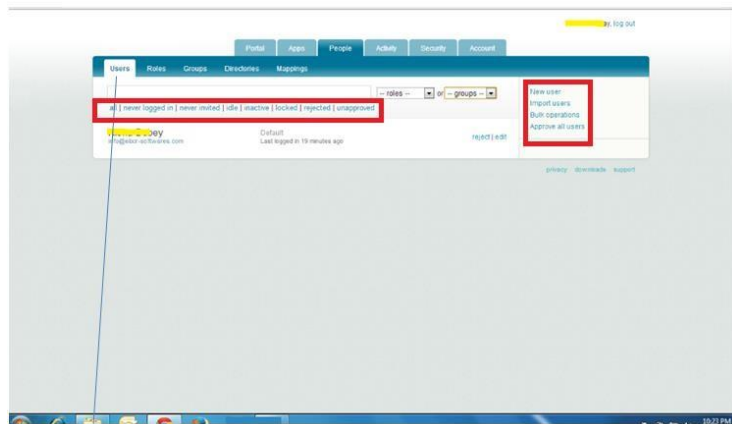 log out
Portal Apps People Activity Security Account
Users Roles Groups Directories Mappings
-- roles -- or -- groups --
all | never logged in | never invited | idle | inactive | locked | rejected | unapproved
New user
Import users
Bulk operations
Approve all users
Default
Last logged in 19 minutes ago
reject | edit
privacy downloads support
10:23 PM